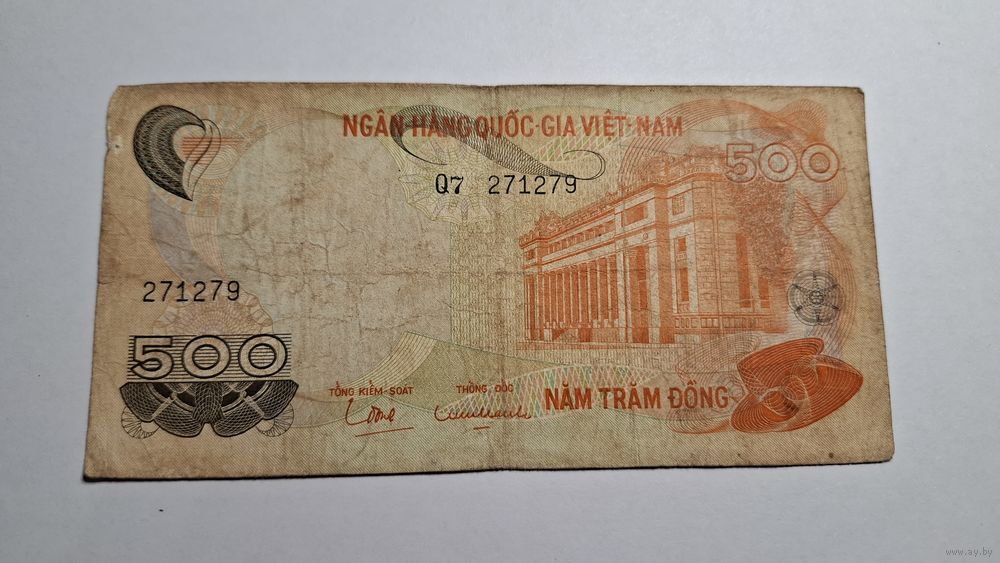 NGÂN-HÀNG QUỐC-GIA VIỆT-NAM
500
Q7 271279
271279
500
TỔNG KIỂM-SOÁT
THỐNG ĐỐC
NĂM TRĂM ĐỒNG
www.ay.by